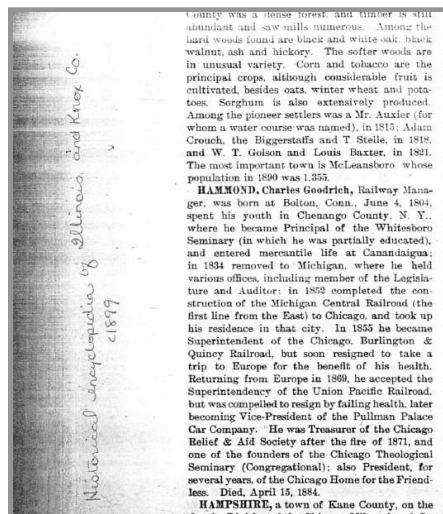 Historical encyclopedia of Illinois, and Knox Co.
<1899
County was a dense forest, and timber is still
abundant and saw-mills numerous. Among the
hard woods found are black and white oak, black
walnut, ash and hickory. The softer woods are
in unusual variety. Corn and tobacco are the
principal crops, although considerable fruit is
cultivated, besides oats, winter wheat and pota-
toes. Sorghum is also extensively produced.
Among the pioneer settlers was a Mr. Auxier (for
whom a water course was named), in 1815; Adam
Crouch, the Biggerstaffs and T. Stelle, in 1818,
and W. T. Golson and Louis Baxter, in 1821.
The most important town is McLeansboro whose
population in 1890 was 1,355.
HAMMOND, Charles Goodrich, Railway Mana-
ger, was born at Bolton, Conn., June 4, 1804,
spent his youth in Chenango County, N. Y.,
where he became Principal of the Whitesboro
Seminary (in which he was partially educated),
and entered mercantile life at Canandaigua;
in 1834 removed to Michigan, where he held
various offices, including member of the Legisla-
ture and Auditor; in 1852 completed the con-
struction of the Michigan Central Railroad (the
first line from the East) to Chicago, and took up
his residence in that city. In 1855 he became
Superintendent of the Chicago, Burlington &
Quincy Railroad, but soon resigned to take a
trip to Europe for the benefit of his health.
Returning from Europe in 1869, he accepted the
Superintendency of the Union Pacific Railroad,
but was compelled to resign by failing health, later
becoming Vice-President of the Pullman Palace
Car Company. He was Treasurer of the Chicago
Relief & Aid Society after the fire of 1871, and
one of the founders of the Chicago Theological
Seminary (Congregational); also President, for
several years, of the Chicago Home for the Friend-
less. Died, April 15, 1884.
HAMPSHIRE, a town of Kane County, on the